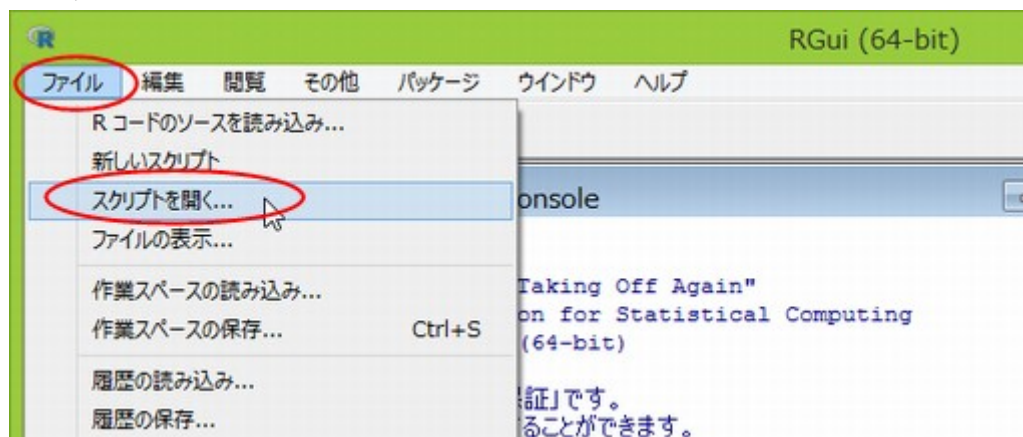 RGui (64-bit)
ファイル 編集 閲覧 その他 パッケージ ウインドウ ヘルプ
R コードのソースを読み込み...
新しいスクリプト
スクリプトを開く...
onsole
ファイルの表示...
Taking Off Again"
作業スペースの読み込み...
on for Statistical Computing
作業スペースの保存... Ctrl+S
(64-bit)
履歴の読み込み...
証」です。
履歴の保存...
ることができます。